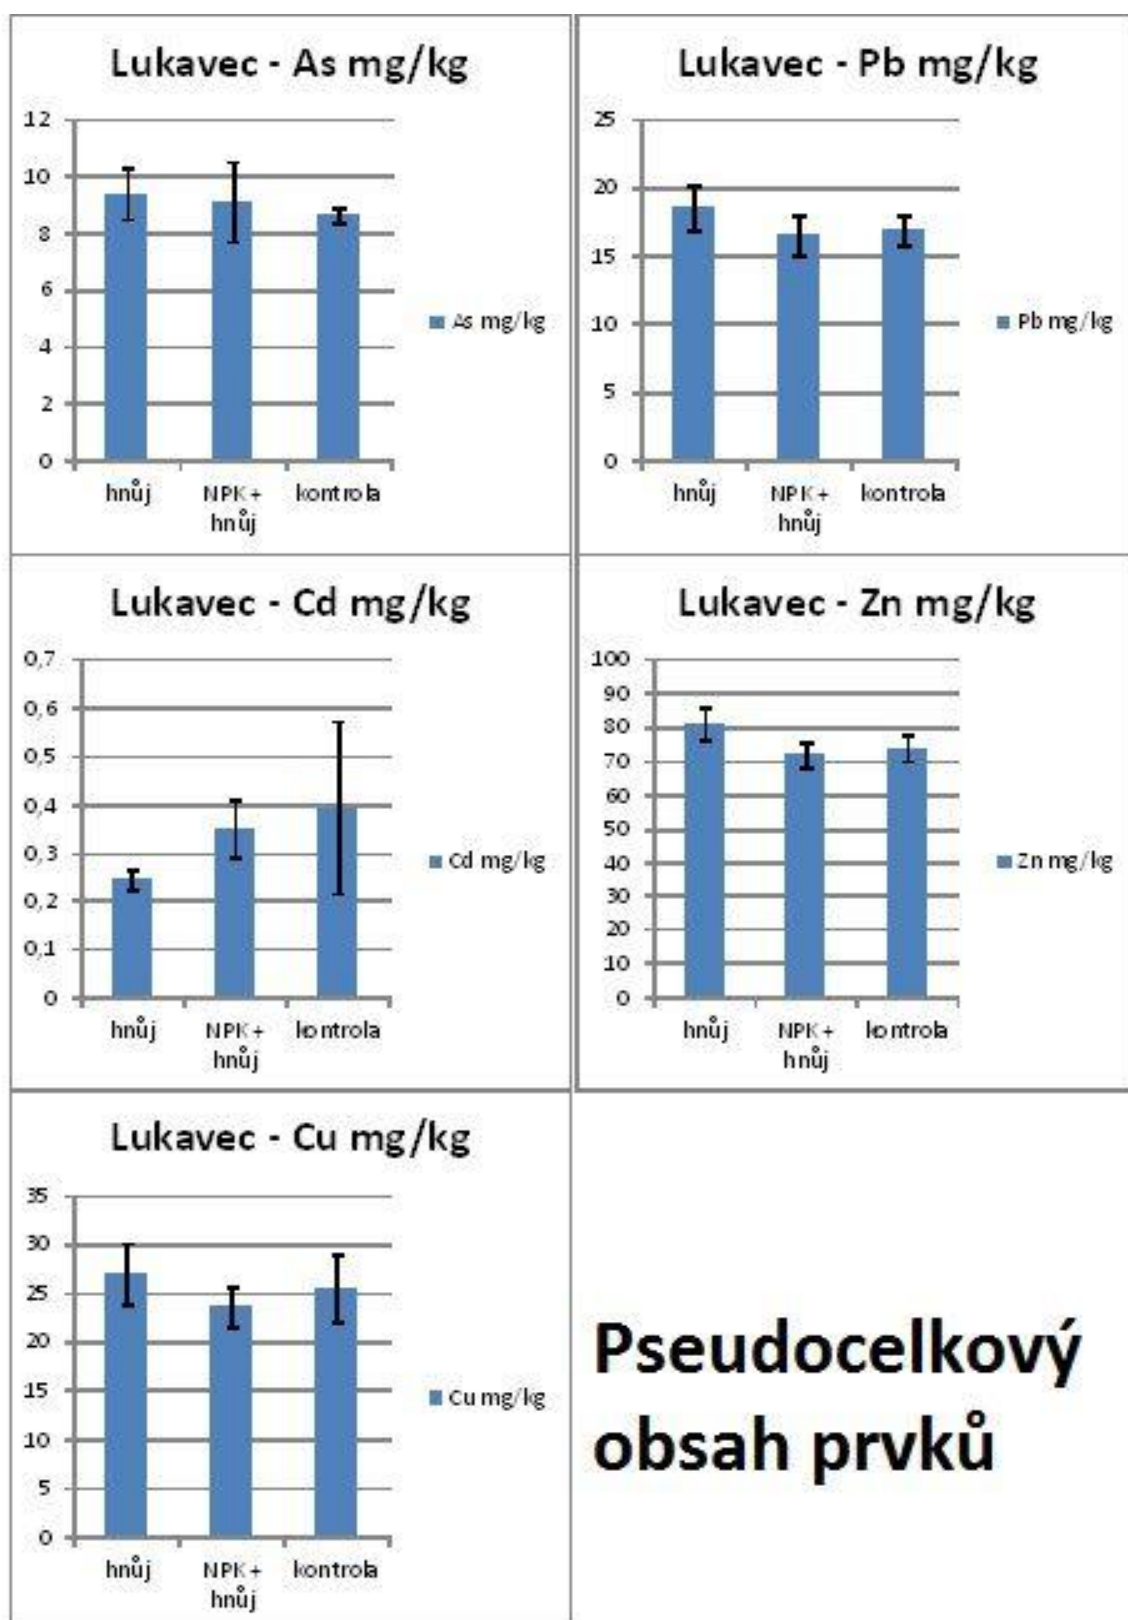 Lukavec - As mg/kg
12
10
8
6
4
2
0
hnůj
NPK +
hnůj
kontrola
As mg/kg
Lukavec - Pb mg/kg
25
20
15
10
5
0
hnůj
NPK +
hnůj
kontrola
Pb mg/kg
Lukavec - Cd mg/kg
0,7
0,6
0,5
0,4
0,3
0,2
0,1
0
hnůj
NPK +
hnůj
kontrola
Cd mg/kg
Lukavec - Zn mg/kg
100
90
80
70
60
50
40
30
20
10
0
hnůj
NPK +
hnůj
kontrola
Zn mg/kg
Lukavec - Cu mg/kg
35
30
25
20
15
10
5
0
hnůj
NPK +
hnůj
kontrola
Cu mg/kg
Pseudocelkový
obsah prvků